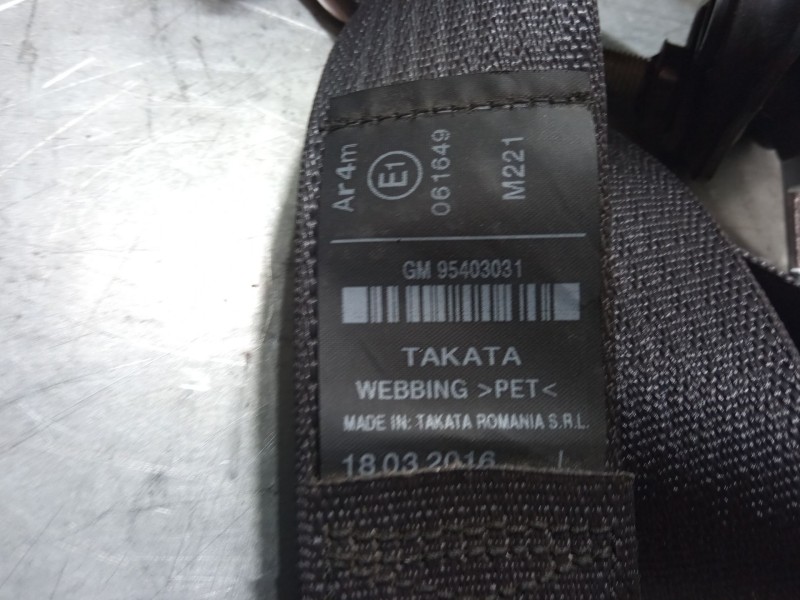 Ar4m
E1
061649
M221
GM 95403031
TAKATA
WEBBING >PET<
MADE IN: TAKATA ROMANIA S.R.L.
18.03.2016